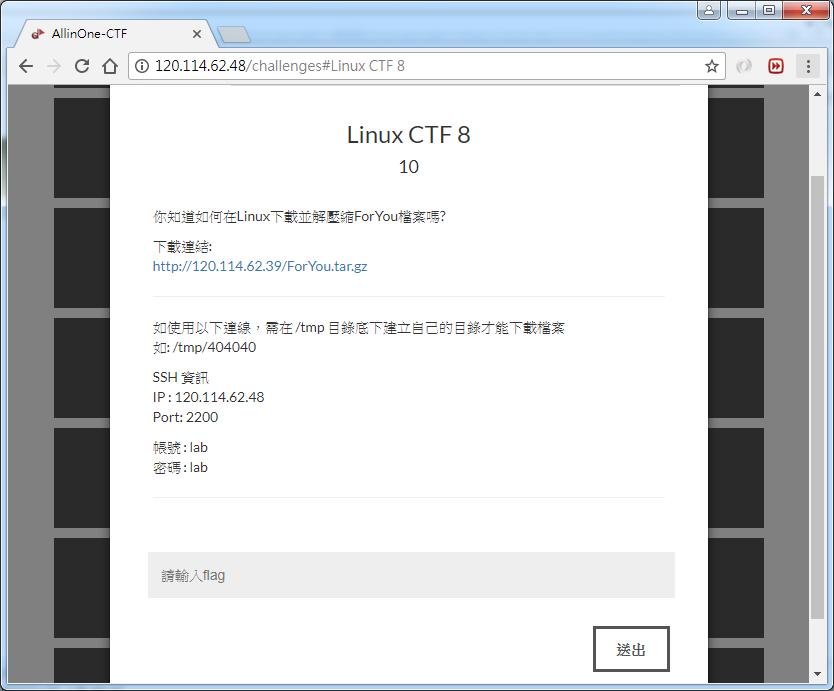 AllinOne-CTF
120.114.62.48/challenges#Linux CTF 8
Linux CTF 8
10
你知道如何在Linux下載並解壓縮ForYou檔案嗎?
下載連結:
http://120.114.62.39/ForYou.tar.gz
如使用以下連線，需在 /tmp 目錄底下建立自己的目錄才能下載檔案
如: /tmp/404040
SSH 資訊
IP : 120.114.62.48
Port: 2200
帳號 : lab
密碼 : lab
請輸入flag
送出